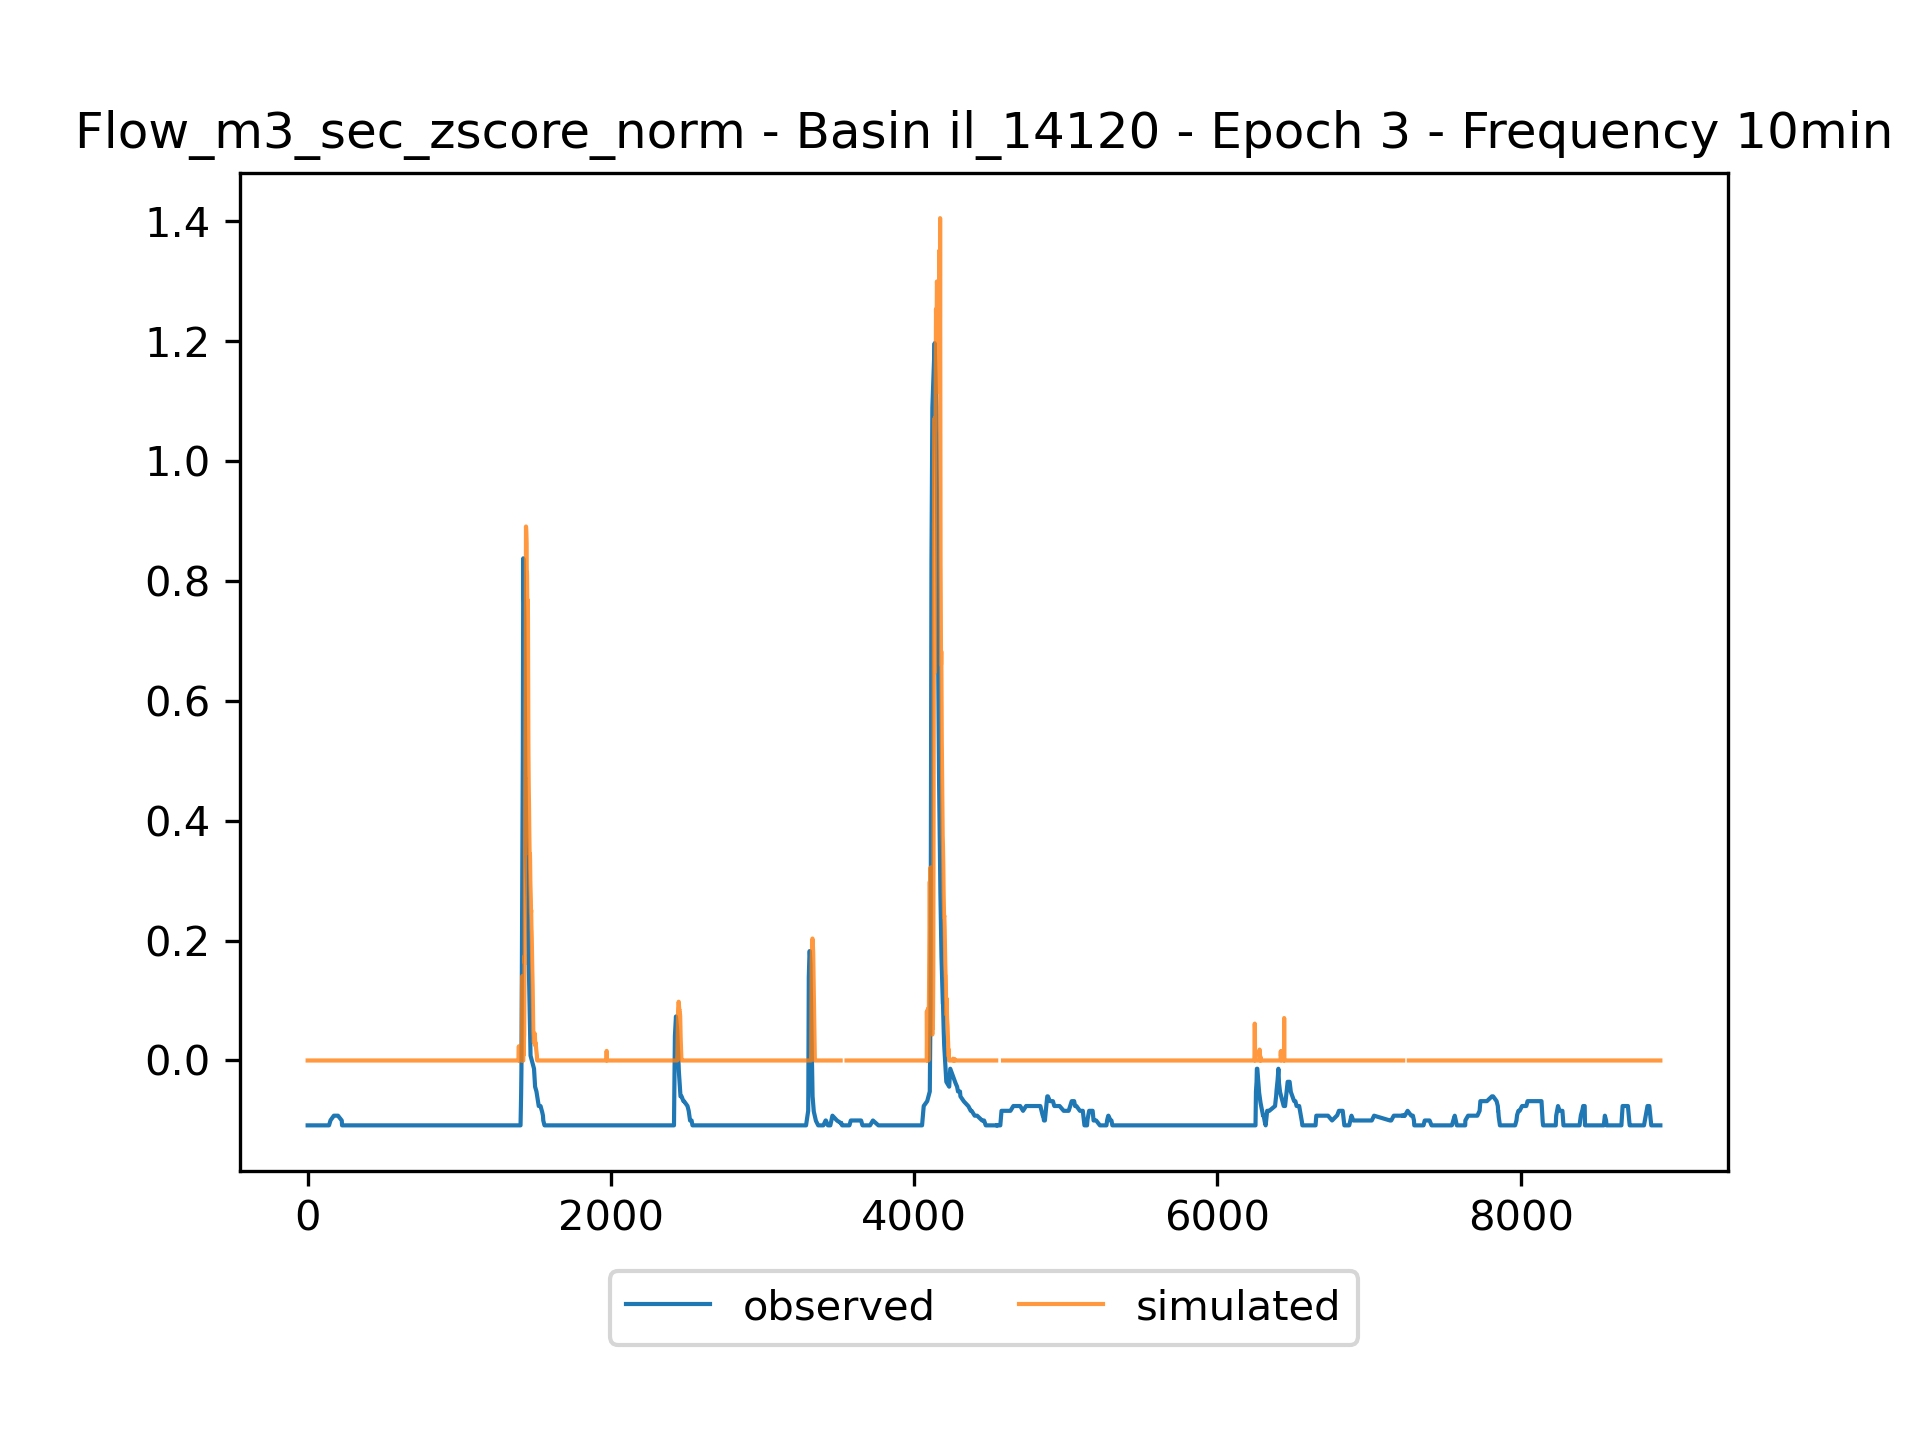 Flow_m3_sec_zscore_norm - Basin il_14120 - Epoch 3 - Frequency 10min
1.4
1.2
1.0
0.8
0.6
0.4
0.2
0.0
0 2000 4000 6000 8000
observed simulated